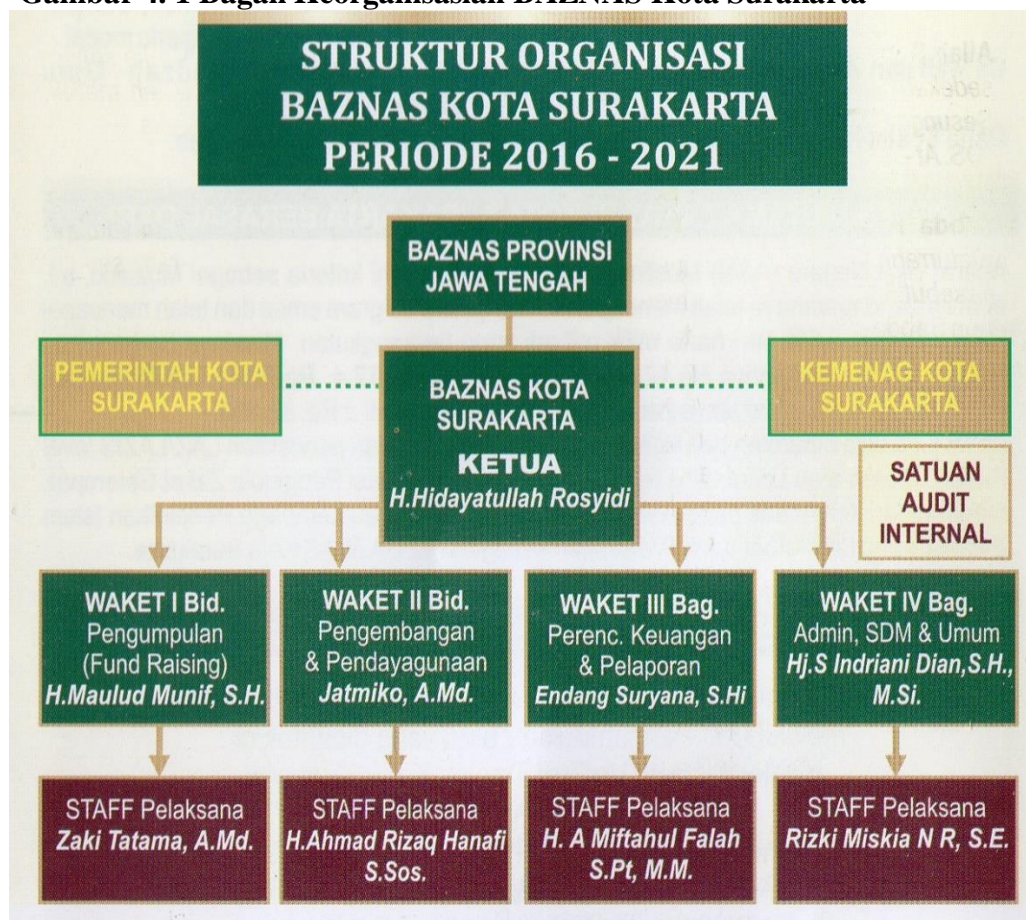 Gambar 4. 1 Bagan Keorganisasian BAZNAS Kota Surakarta
STRUKTUR ORGANISASI
BAZNAS KOTA SURAKARTA
PERIODE 2016 - 2021
BAZNAS PROVINSI
JAWA TENGAH
PEMERINTAH KOTA
SURAKARTA
BAZNAS KOTA
SURAKARTA
KETUA
H.Hidayatullah Rosyidi
KEMENAG KOTA
SURAKARTA
SATUAN
AUDIT
INTERNAL
WAKET I Bid.
Pengumpulan
(Fund Raising)
H.Maulud Munif, S.H.
WAKET II Bid.
Pengembangan
& Pendayagunaan
Jatmiko, A.Md.
WAKET III Bag.
Perenc. Keuangan
& Pelaporan
Endang Suryana, S.Hi
WAKET IV Bag.
Admin, SDM & Umum
Hj.S Indriani Dian,S.H.,
M.Si.
STAFF Pelaksana
Zaki Tatama, A.Md.
STAFF Pelaksana
H.Ahmad Rizaq Hanafi
S.Sos.
STAFF Pelaksana
H. A Miftahul Falah
S.Pt, M.M.
STAFF Pelaksana
Rizki Miskia N R, S.E.